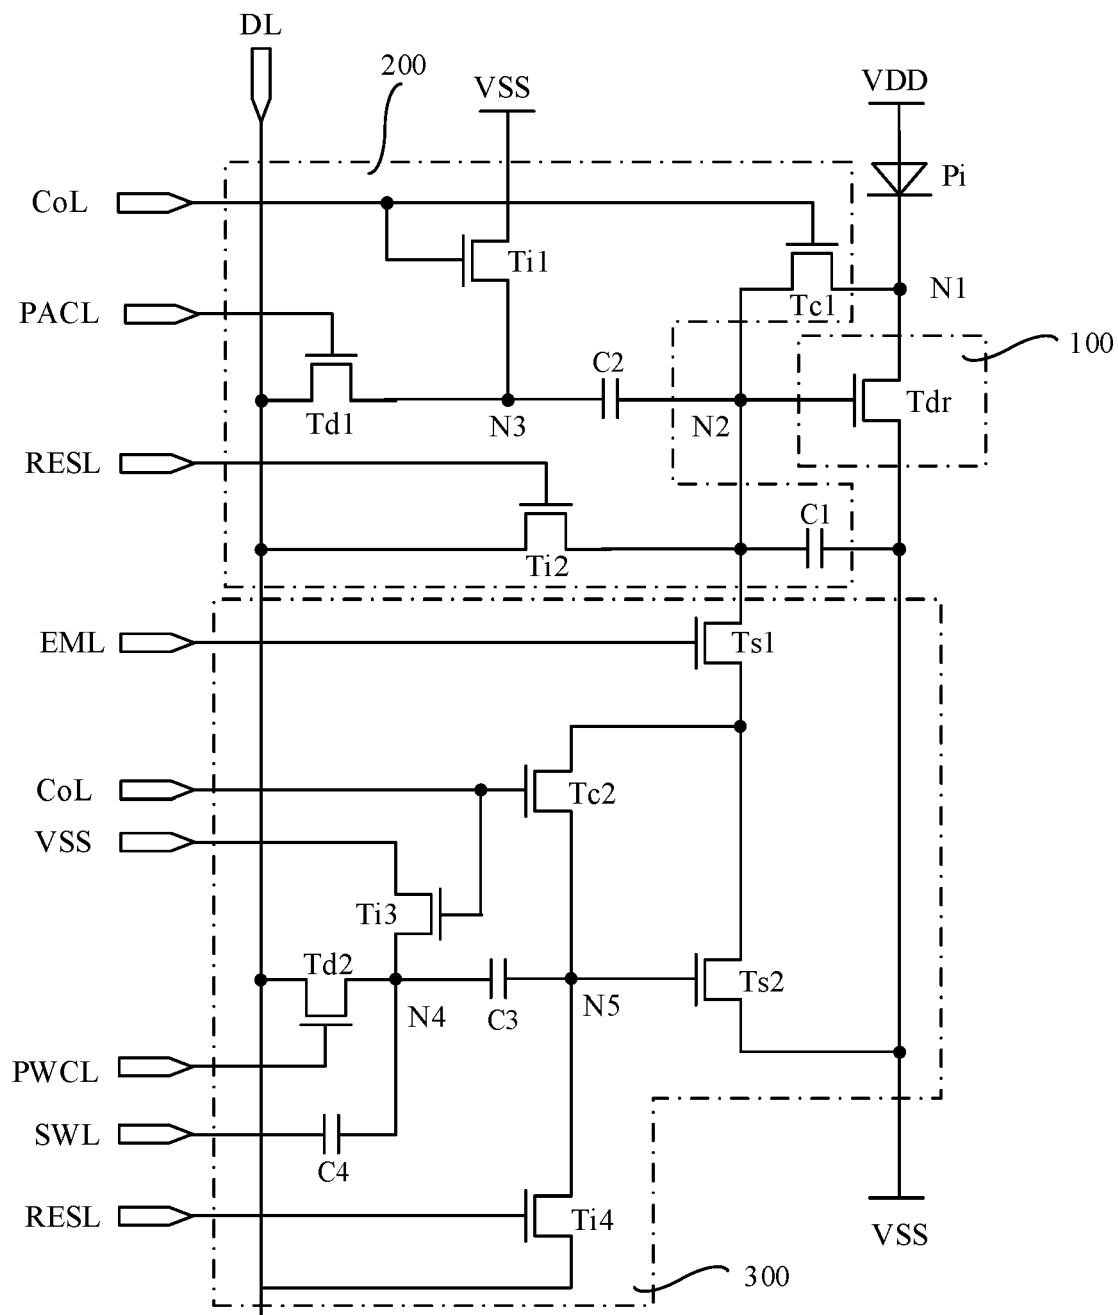 DL
200
VSS
VDD
Pi
CoL
Ti1
N1
Tc1
PACL
100
C2
Td1
N3
N2
Tdr
RESL
C1
Ti2
EML
Ts1
CoL
Tc2
VSS
Ti3
Td2
Ts2
N4
C3
N5
PWCL
SWL
C4
RESL
Ti4
VSS
300